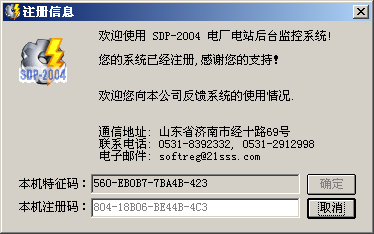 注册信息
欢迎使用 SDP-2004 电厂电站后台监控系统!
您的系统已经注册,感谢您的支持!
SDP-2004
欢迎您向本公司反馈系统的使用情况.
通信地址: 山东省济南市经十路69号
联系电话: 0531-8392332, 0531-2912998
电子邮件: softreg@21sss.com
本机特征码: 560-EB0B7-7BA4B-423
确定
本机注册码: 804-18B06-BE44B-4C3
取消